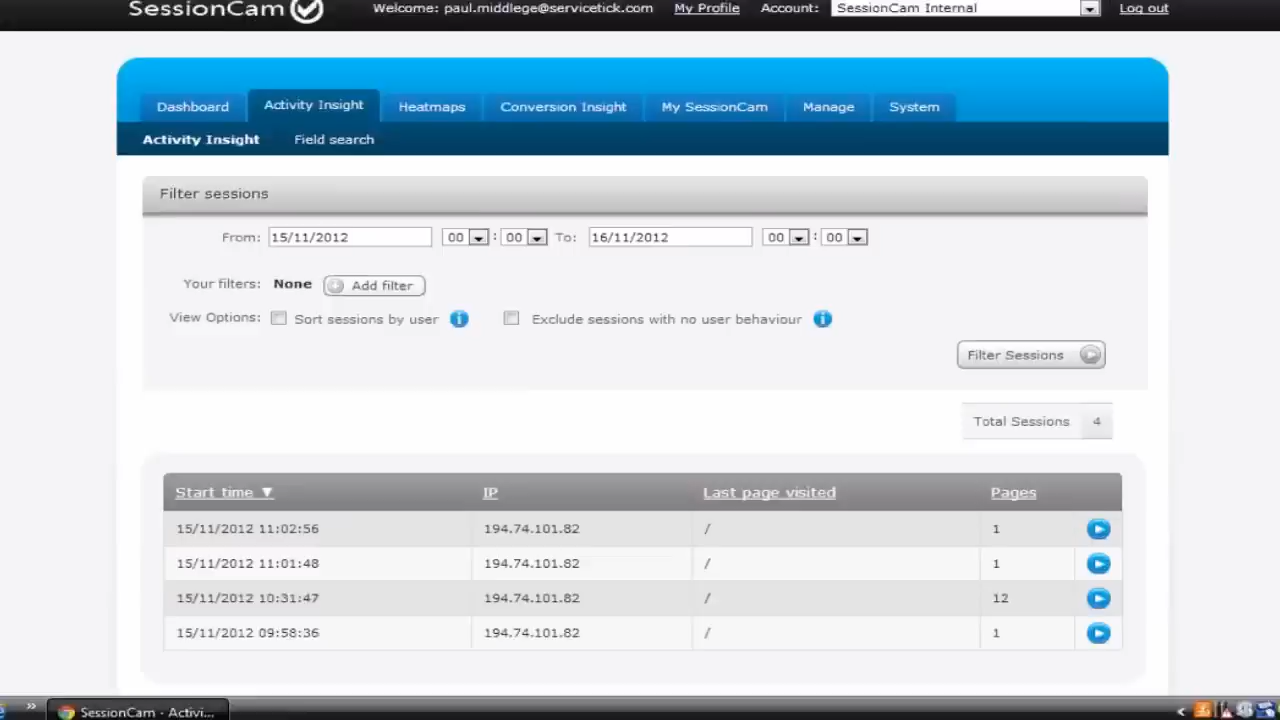 SessionCam Welcome: paul.middlege@servicetick.com My Profile Account: SessionCam Internal Log out
Dashboard Activity Insight Heatmaps Conversion Insight My SessionCam Manage System
Activity Insight Field search
Filter sessions
From: 15/11/2012 00 : 00 To: 16/11/2012 00 : 00
Your filters: None Add filter
View Options: Sort sessions by user i Exclude sessions with no user behaviour i
Filter Sessions
Total Sessions 4
Start time ▼ IP Last page visited Pages
15/11/2012 11:02:56 194.74.101.82 / 1
15/11/2012 11:01:48 194.74.101.82 / 1
15/11/2012 10:31:47 194.74.101.82 / 12
15/11/2012 09:58:36 194.74.101.82 / 1
» SessionCam - Activi... <